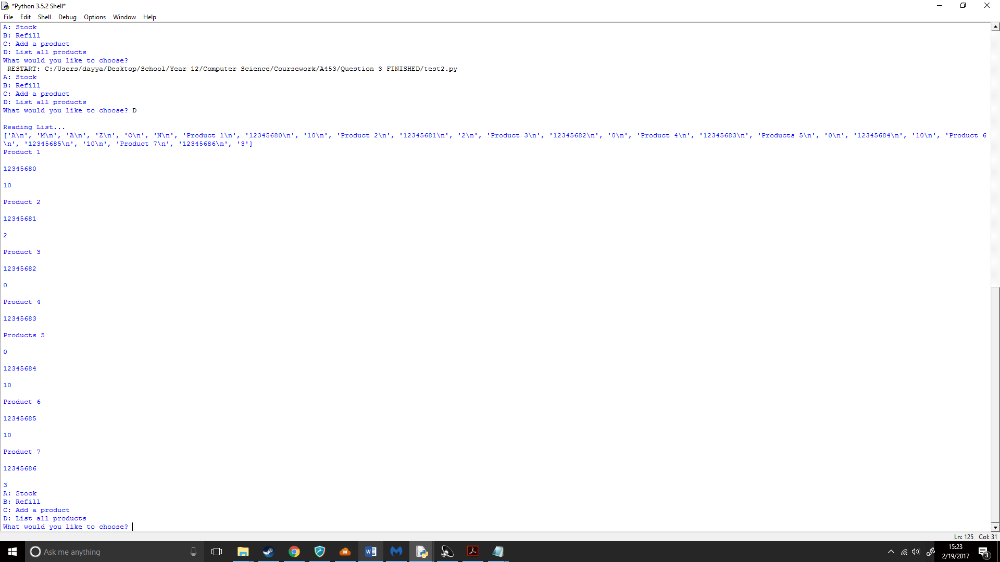 *Python 3.5.2 Shell*
File Edit Shell Debug Options Window Help
A: Stock
B: Refill
C: Add a product
D: List all products
What would you like to choose?
RESTART: C:/Users/dayya/Desktop/School/Year 12/Computer Science/Coursework/A453/Question 3 FINISHED/test2.py
A: Stock
B: Refill
C: Add a product
D: List all products
What would you like to choose? D
Reading List...
['A\n', 'M\n', 'A\n', 'Z\n', 'O\n', 'N\n', 'Product 1\n', '12345680\n', '10\n', 'Product 2\n', '12345681\n', '2\n', 'Product 3\n', '12345682\n', '0\n', 'Product 4\n', '12345683\n', 'Products 5\n', '0\n', '12345684\n', '10\n', 'Product 6
\n', '12345685\n', '10\n', 'Product 7\n', '12345686\n', '3']
Product 1
12345680
10
Product 2
12345681
2
Product 3
12345682
0
Product 4
12345683
Products 5
0
12345684
10
Product 6
12345685
10
Product 7
12345686
3
A: Stock
B: Refill
C: Add a product
D: List all products
What would you like to choose?
Ln: 125 Col: 31
Ask me anything
15:23
2/19/2017
3